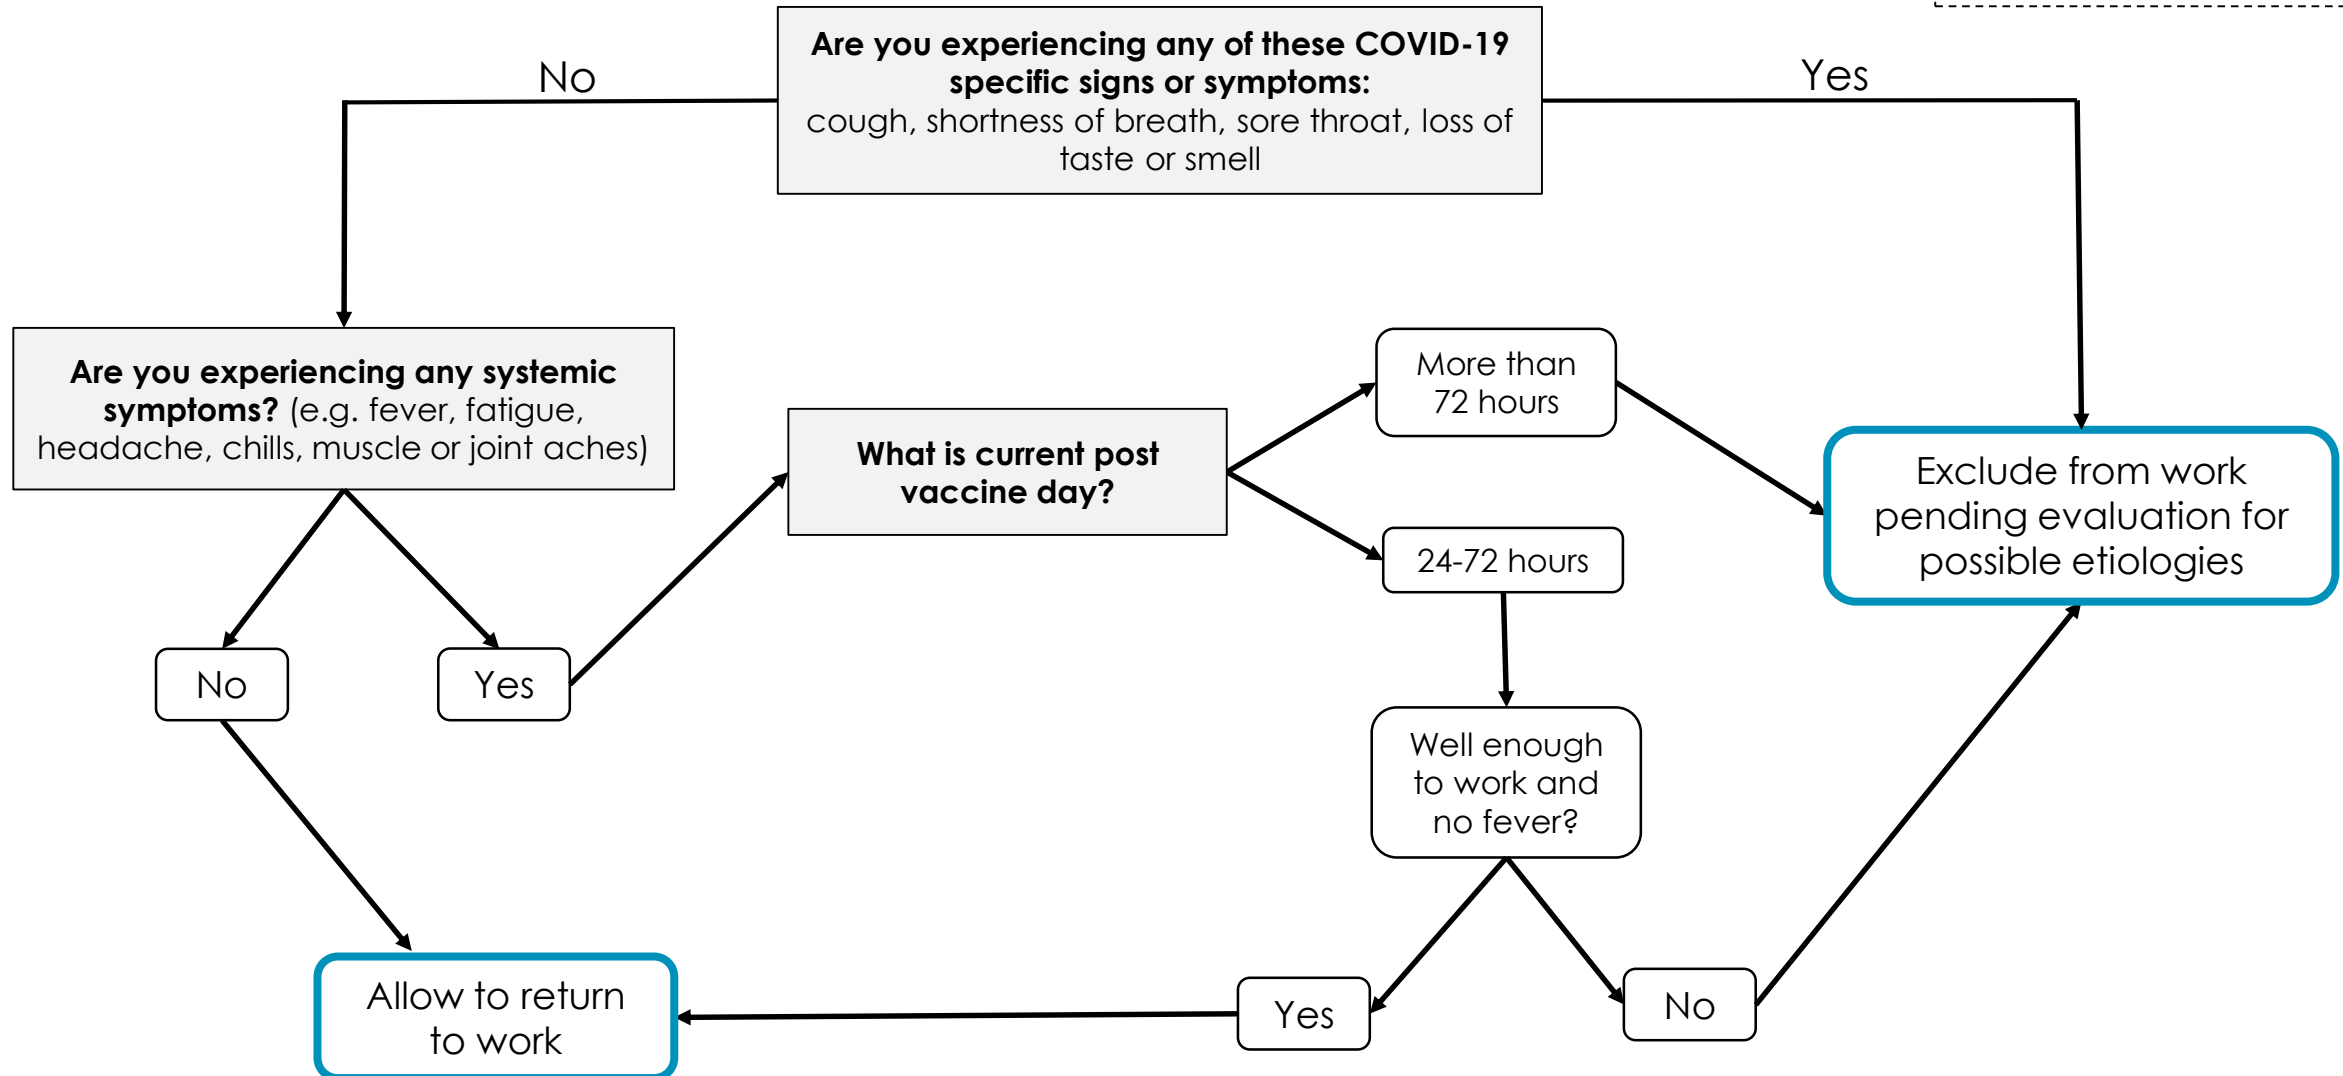 Are you experiencing any of these COVID-19
specific signs or symptoms:
cough, shortness of breath, sore throat, loss of
taste or smell
No
Yes
Are you experiencing any systemic
symptoms? (e.g. fever, fatigue,
headache, chills, muscle or joint aches)
No
Yes
What is current post
vaccine day?
More than
72 hours
24-72 hours
Exclude from work
pending evaluation for
possible etiologies
Well enough
to work and
no fever?
Yes
No
Allow to return
to work